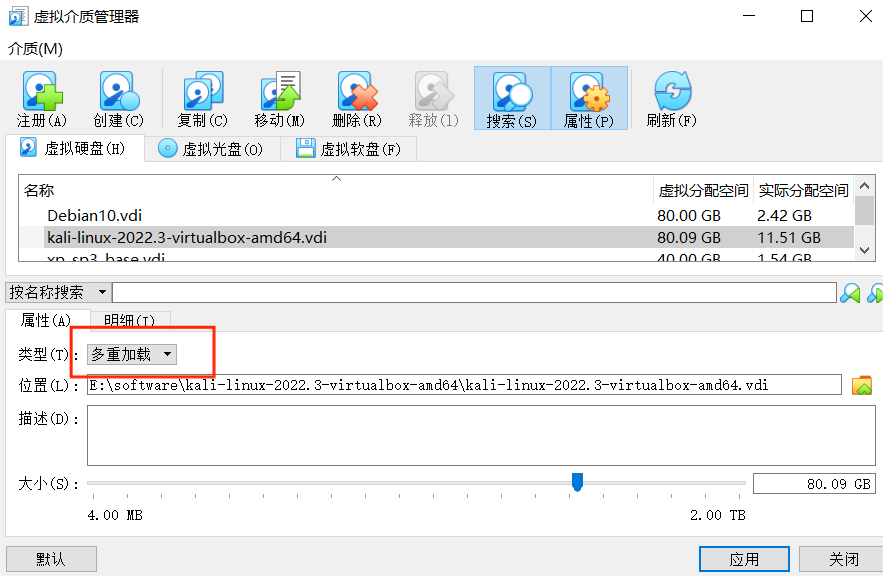 虚拟介质管理器
介质(M)
注册(A) 创建(C) 复制(C) 移动(M) 删除(R) 释放(l) 搜索(S) 属性(P) 刷新(F)
虚拟硬盘(H) 虚拟光盘(O) 虚拟软盘(F)
名称 虚拟分配空间 实际分配空间
Debian10.vdi 80.00 GB 2.42 GB
kali-linux-2022.3-virtualbox-amd64.vdi 80.09 GB 11.51 GB
xp_sp3_base.vdi 40.00 GB 1.54 GB
按名称搜索
属性(A) 明细(I)
类型(T): 多重加载
位置(L): E:\software\kali-linux-2022.3-virtualbox-amd64\kali-linux-2022.3-virtualbox-amd64.vdi
描述(D):
大小(S): 80.09 GB
4.00 MB 2.00 TB
默认 应用 关闭